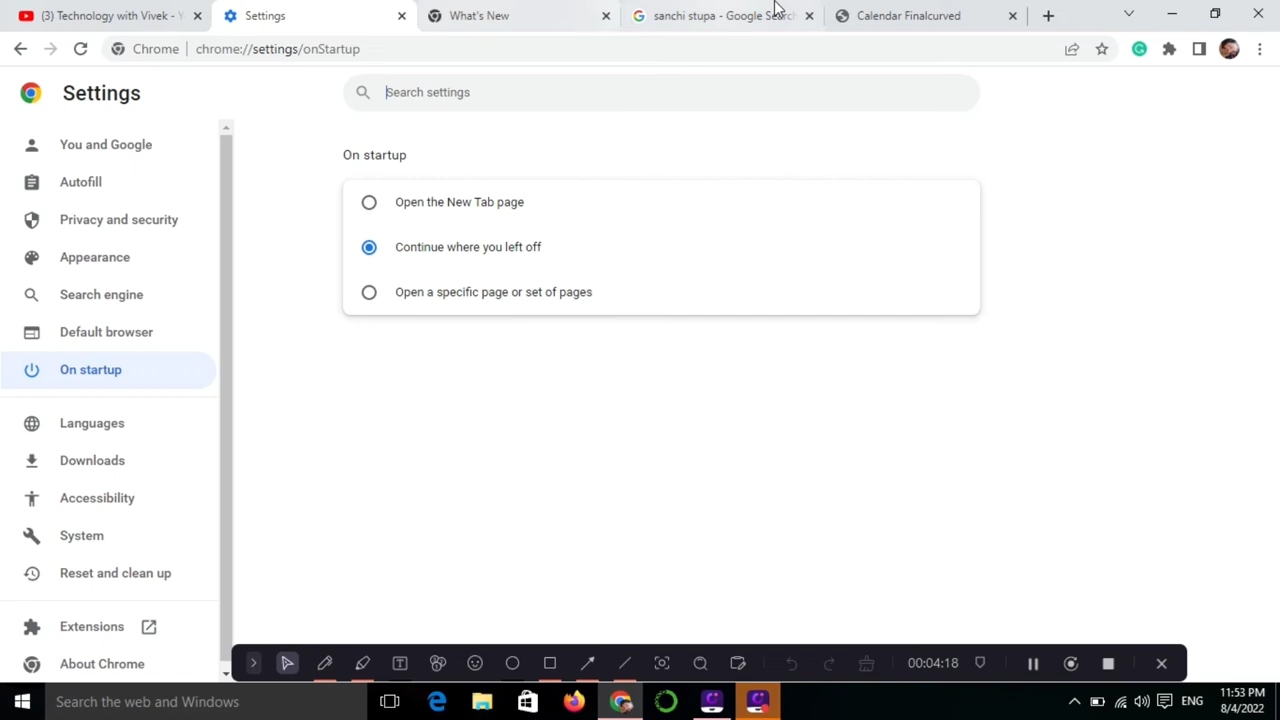 (3) Technology with Vivek - Y
Settings
What's New
sanchi stupa - Google Search
Calendar Finalcurved
Chrome
chrome://settings/onStartup
Settings
Search settings
You and Google
Autofill
Privacy and security
Appearance
Search engine
Default browser
On startup
Languages
Downloads
Accessibility
System
Reset and clean up
Extensions
About Chrome
On startup
Open the New Tab page
Continue where you left off
Open a specific page or set of pages
00:04:18
Search the web and Windows
ENG
11:53 PM
8/4/2022